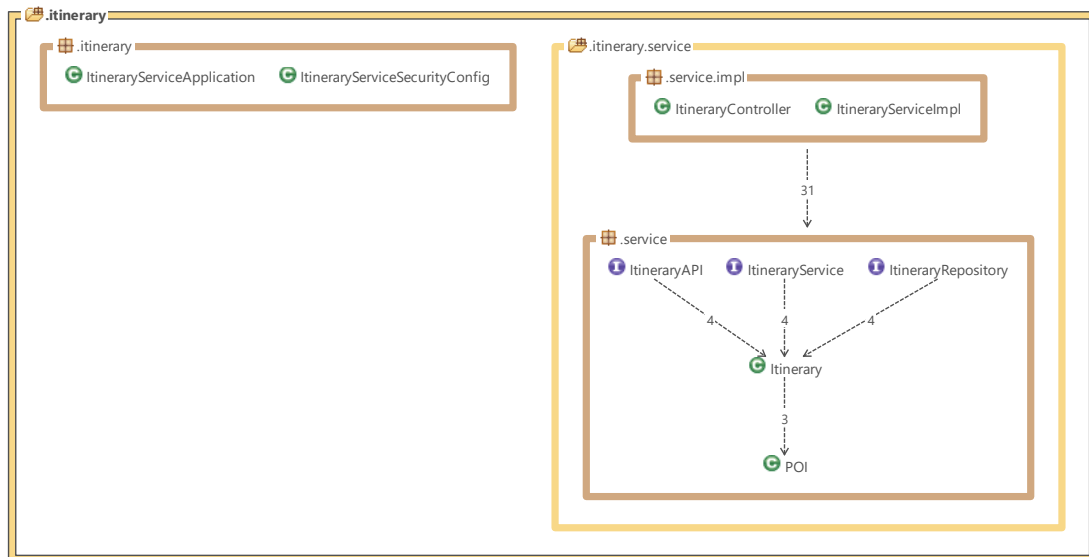 .itinerary
.itinerary
ItineraryServiceApplication
ItineraryServiceSecurityConfig
.itinerary.service
.service.impl
ItineraryController
ItineraryServiceImpl
31
.service
ItineraryAPI
ItineraryService
ItineraryRepository
4
4
4
Itinerary
3
POI